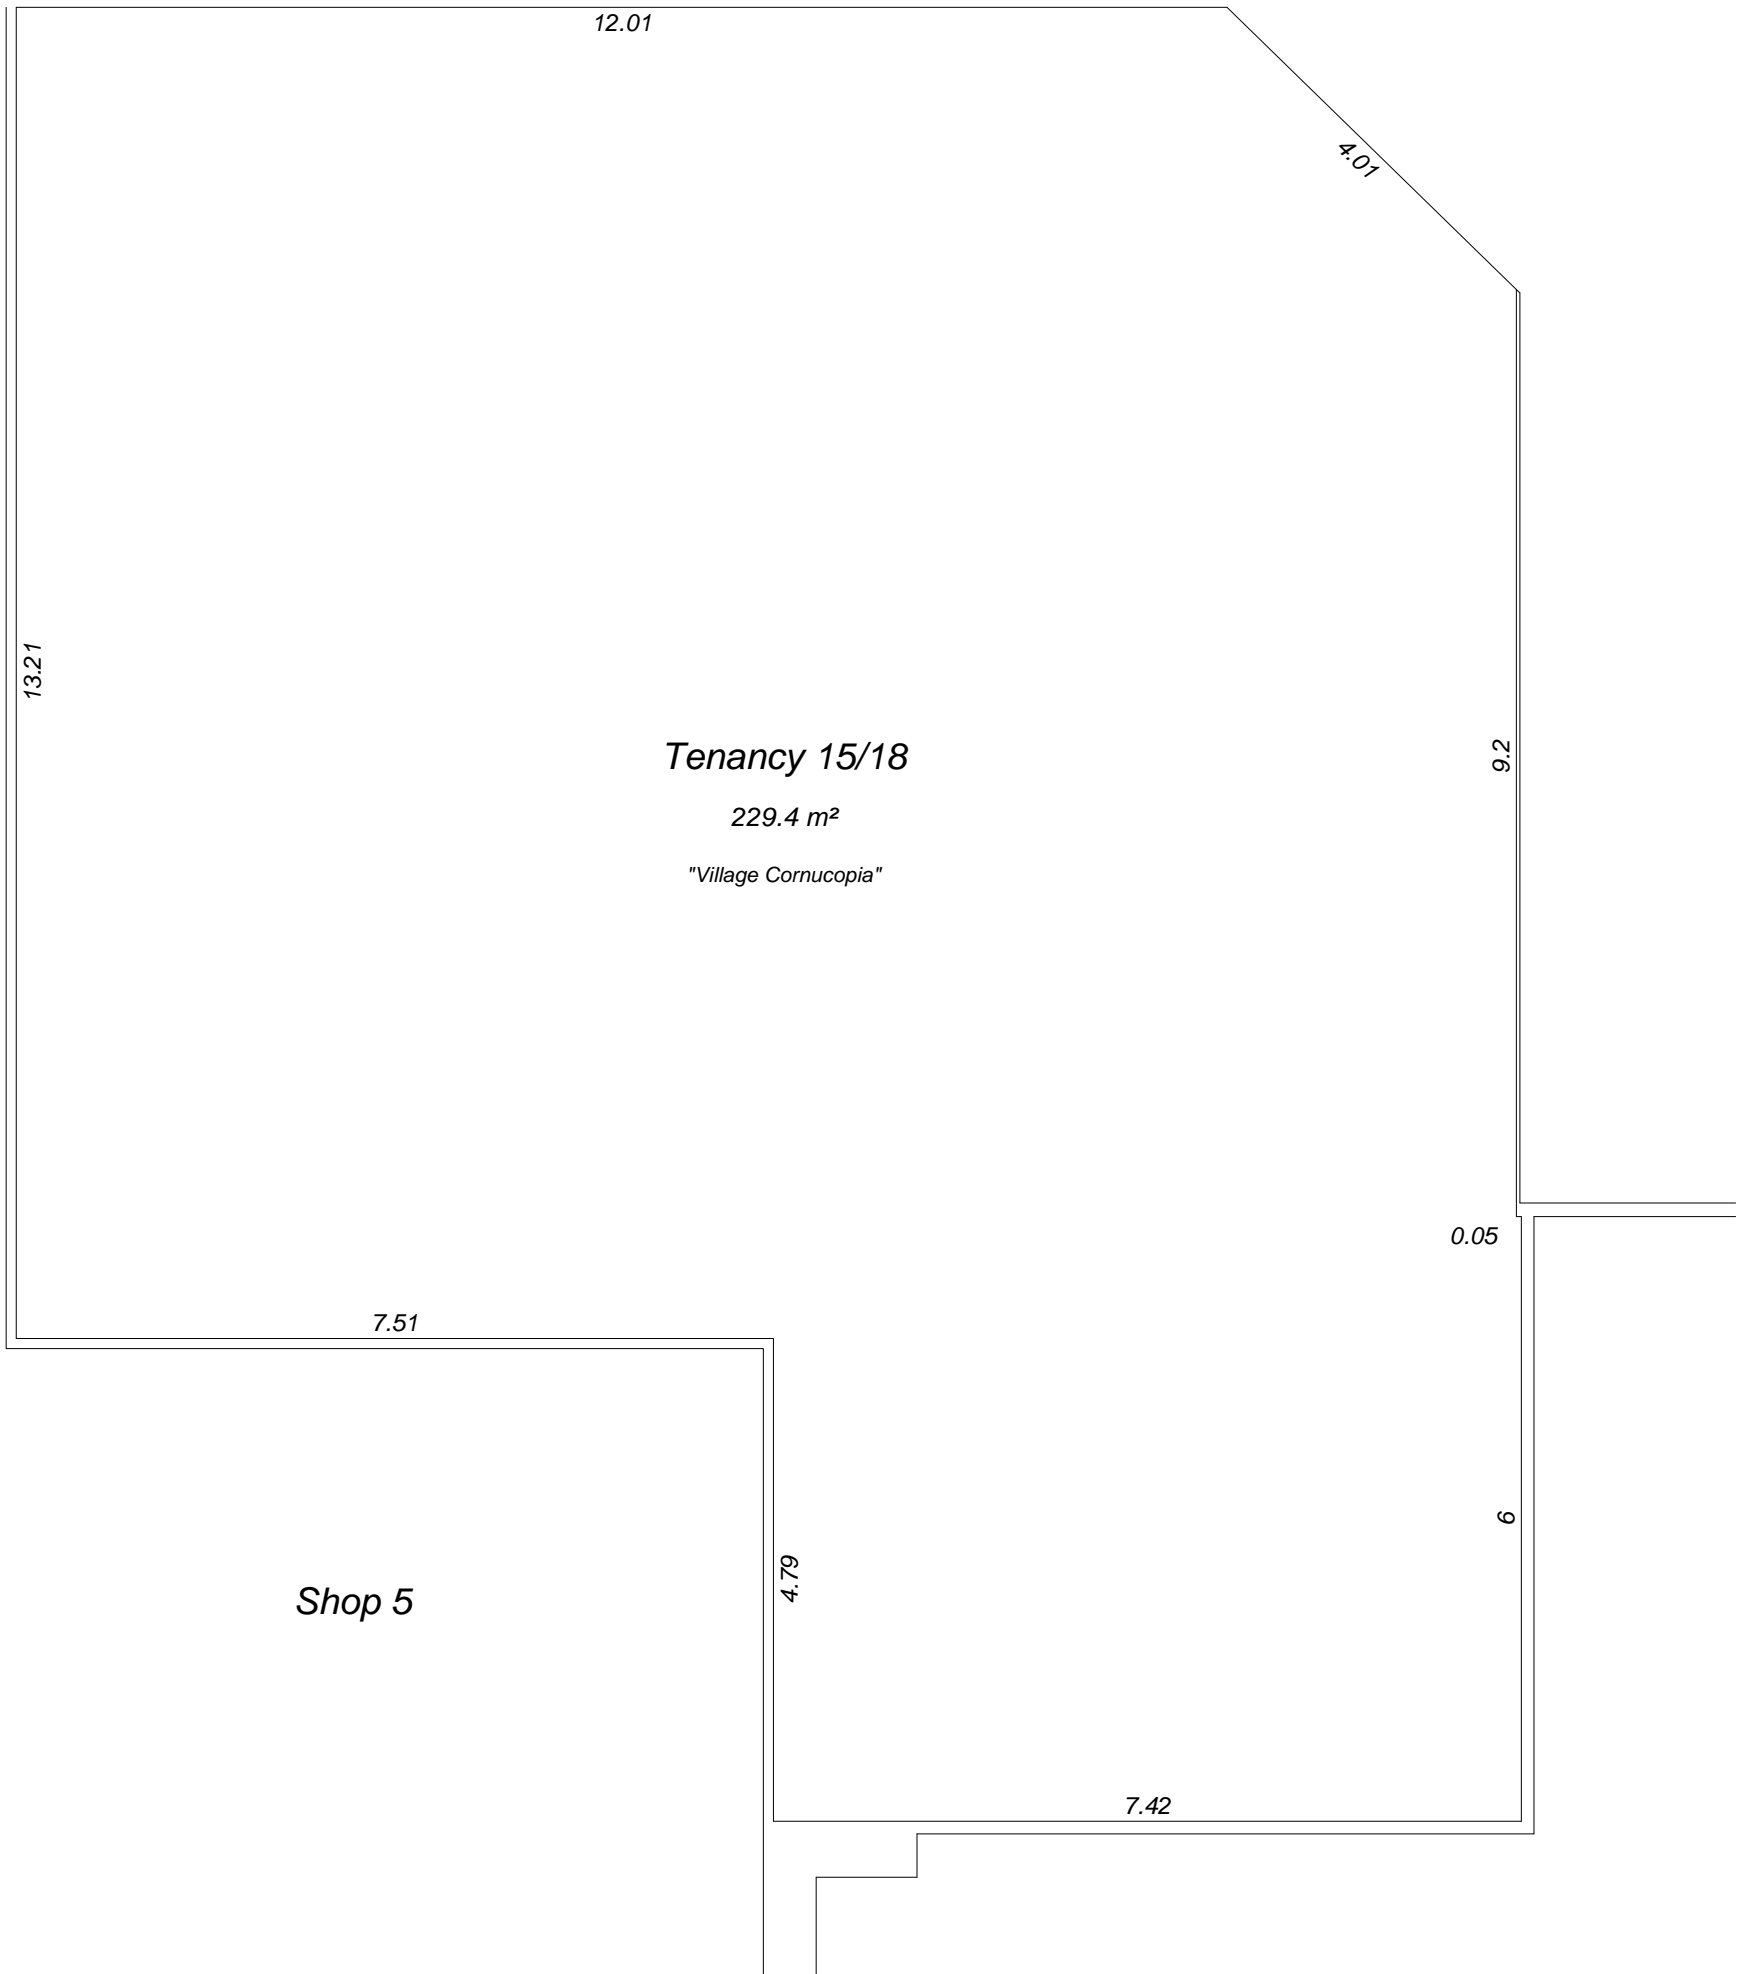 12.01
4.01
13.21
Tenancy 15/18
9.2
229.4 m²
"Village Cornucopia"
0.05
7.51
6
4.79
Shop 5
7.42